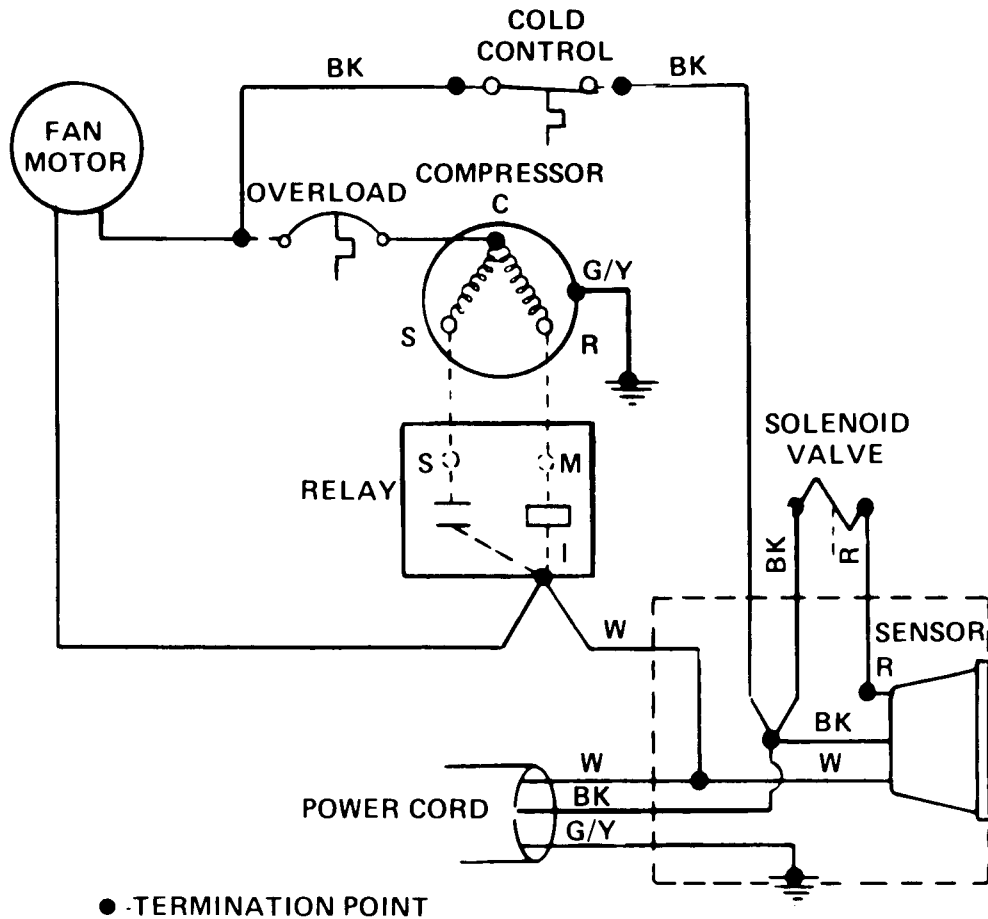 COLD
CONTROL
BK
BK
FAN
MOTOR
OVERLOAD
COMPRESSOR
C
G/Y
S
R
SOLENOID
VALVE
S
M
RELAY
I
BK
R
W
SENSOR
R
BK
W
W
POWER CORD
BK
G/Y
● - TERMINATION POINT